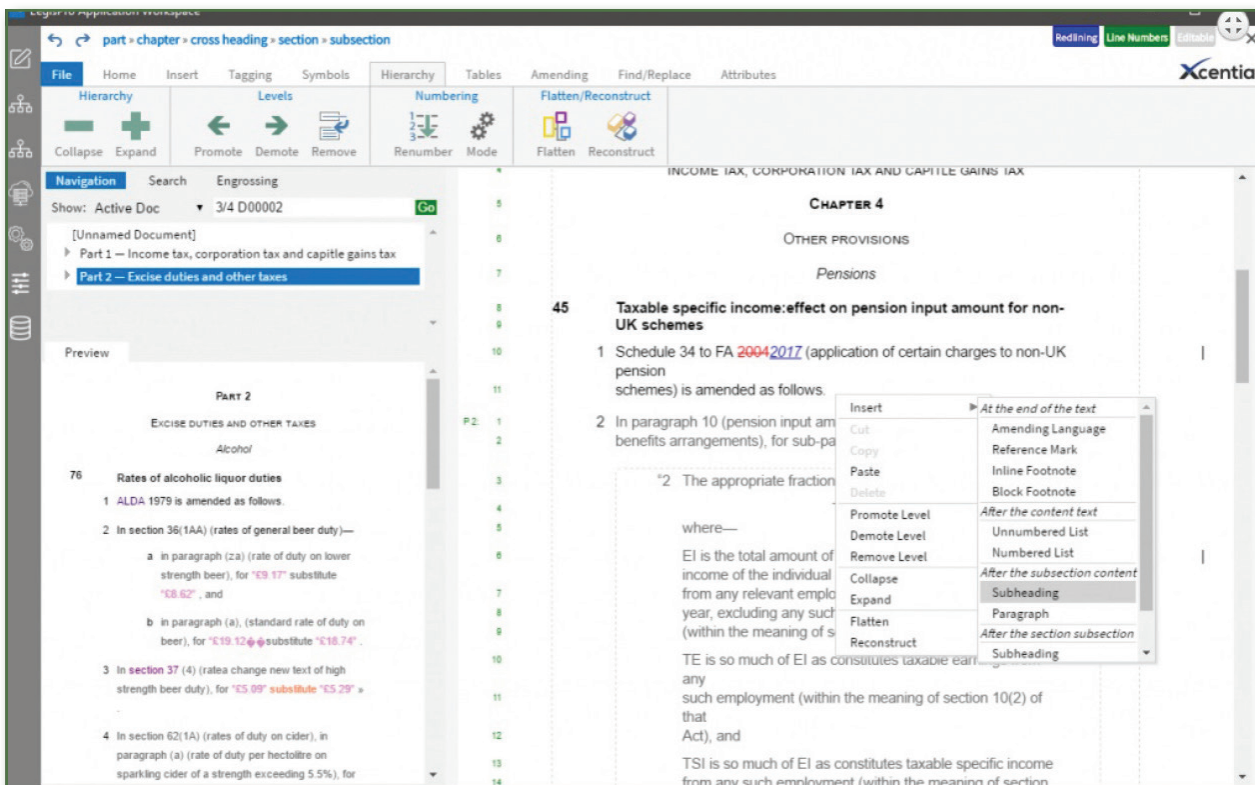 LegisPro Application Workspace
part » chapter » cross heading » section » subsection
Redlining Line Numbers Editable
File Home Insert Tagging Symbols Hierarchy Tables Amending Find/Replace Attributes
Xcentia
Hierarchy Levels Numbering Flatten/Reconstruct
Collapse Expand Promote Demote Remove Renumber Mode Flatten Reconstruct
Navigation Search Engrossing
Show: Active Doc 3/4 D00002 Go
[Unnamed Document]
Part 1 — Income tax, corporation tax and capitle gains tax
Part 2 — Excise duties and other taxes
Preview
PART 2
EXCISE DUTIES AND OTHER TAXES
Alcohol
76 Rates of alcoholic liquor duties
1 ALDA 1979 is amended as follows.
2 In section 36(1AA) (rates of general beer duty)—
a in paragraph (za) (rate of duty on lower
strength beer), for "£9.17" substitute
"£8.62" , and
b in paragraph (a), (standard rate of duty on
beer), for "£19.12��substitute "£18.74" .
3 In section 37 (4) (ratea change new text of high
strength beer duty), for "£5.09" substitute "£5.29" »
.
4 In section 62(1A) (rates of duty on cider), in
paragraph (a) (rate of duty per hectolitre on
sparkling cider of a strength exceeding 5.5%), for
4 INCOME TAX, CORPORATION TAX AND CAPITLE GAINS TAX
5 CHAPTER 4
6 OTHER PROVISIONS
7 Pensions
8 45 Taxable specific income:effect on pension input amount for non-
9 UK schemes
10 1 Schedule 34 to FA 20042017 (application of certain charges to non-UK
pension
11 schemes) is amended as follows.
P 2: 1 2 In paragraph 10 (pension input am
2 benefits arrangements), for sub-pa
3 "2 The appropriate fraction
4
5 where—
6 EI is the total amount of
income of the individual
7 from any relevant emplo
8 year, excluding any such
9 (within the meaning of s
10 TE is so much of EI as constitutes taxable earnings from
any
11 such employment (within the meaning of section 10(2) of
that
12 Act), and
13 TSI is so much of EI as constitutes taxable specific income
14 from any such employment (within the meaning of section
Insert
Cut
Copy
Paste
Delete
Promote Level
Demote Level
Remove Level
Collapse
Expand
Flatten
Reconstruct
At the end of the text
Amending Language
Reference Mark
Inline Footnote
Block Footnote
After the content text
Unnumbered List
Numbered List
After the subsection content
Subheading
Paragraph
After the section subsection
Subheading